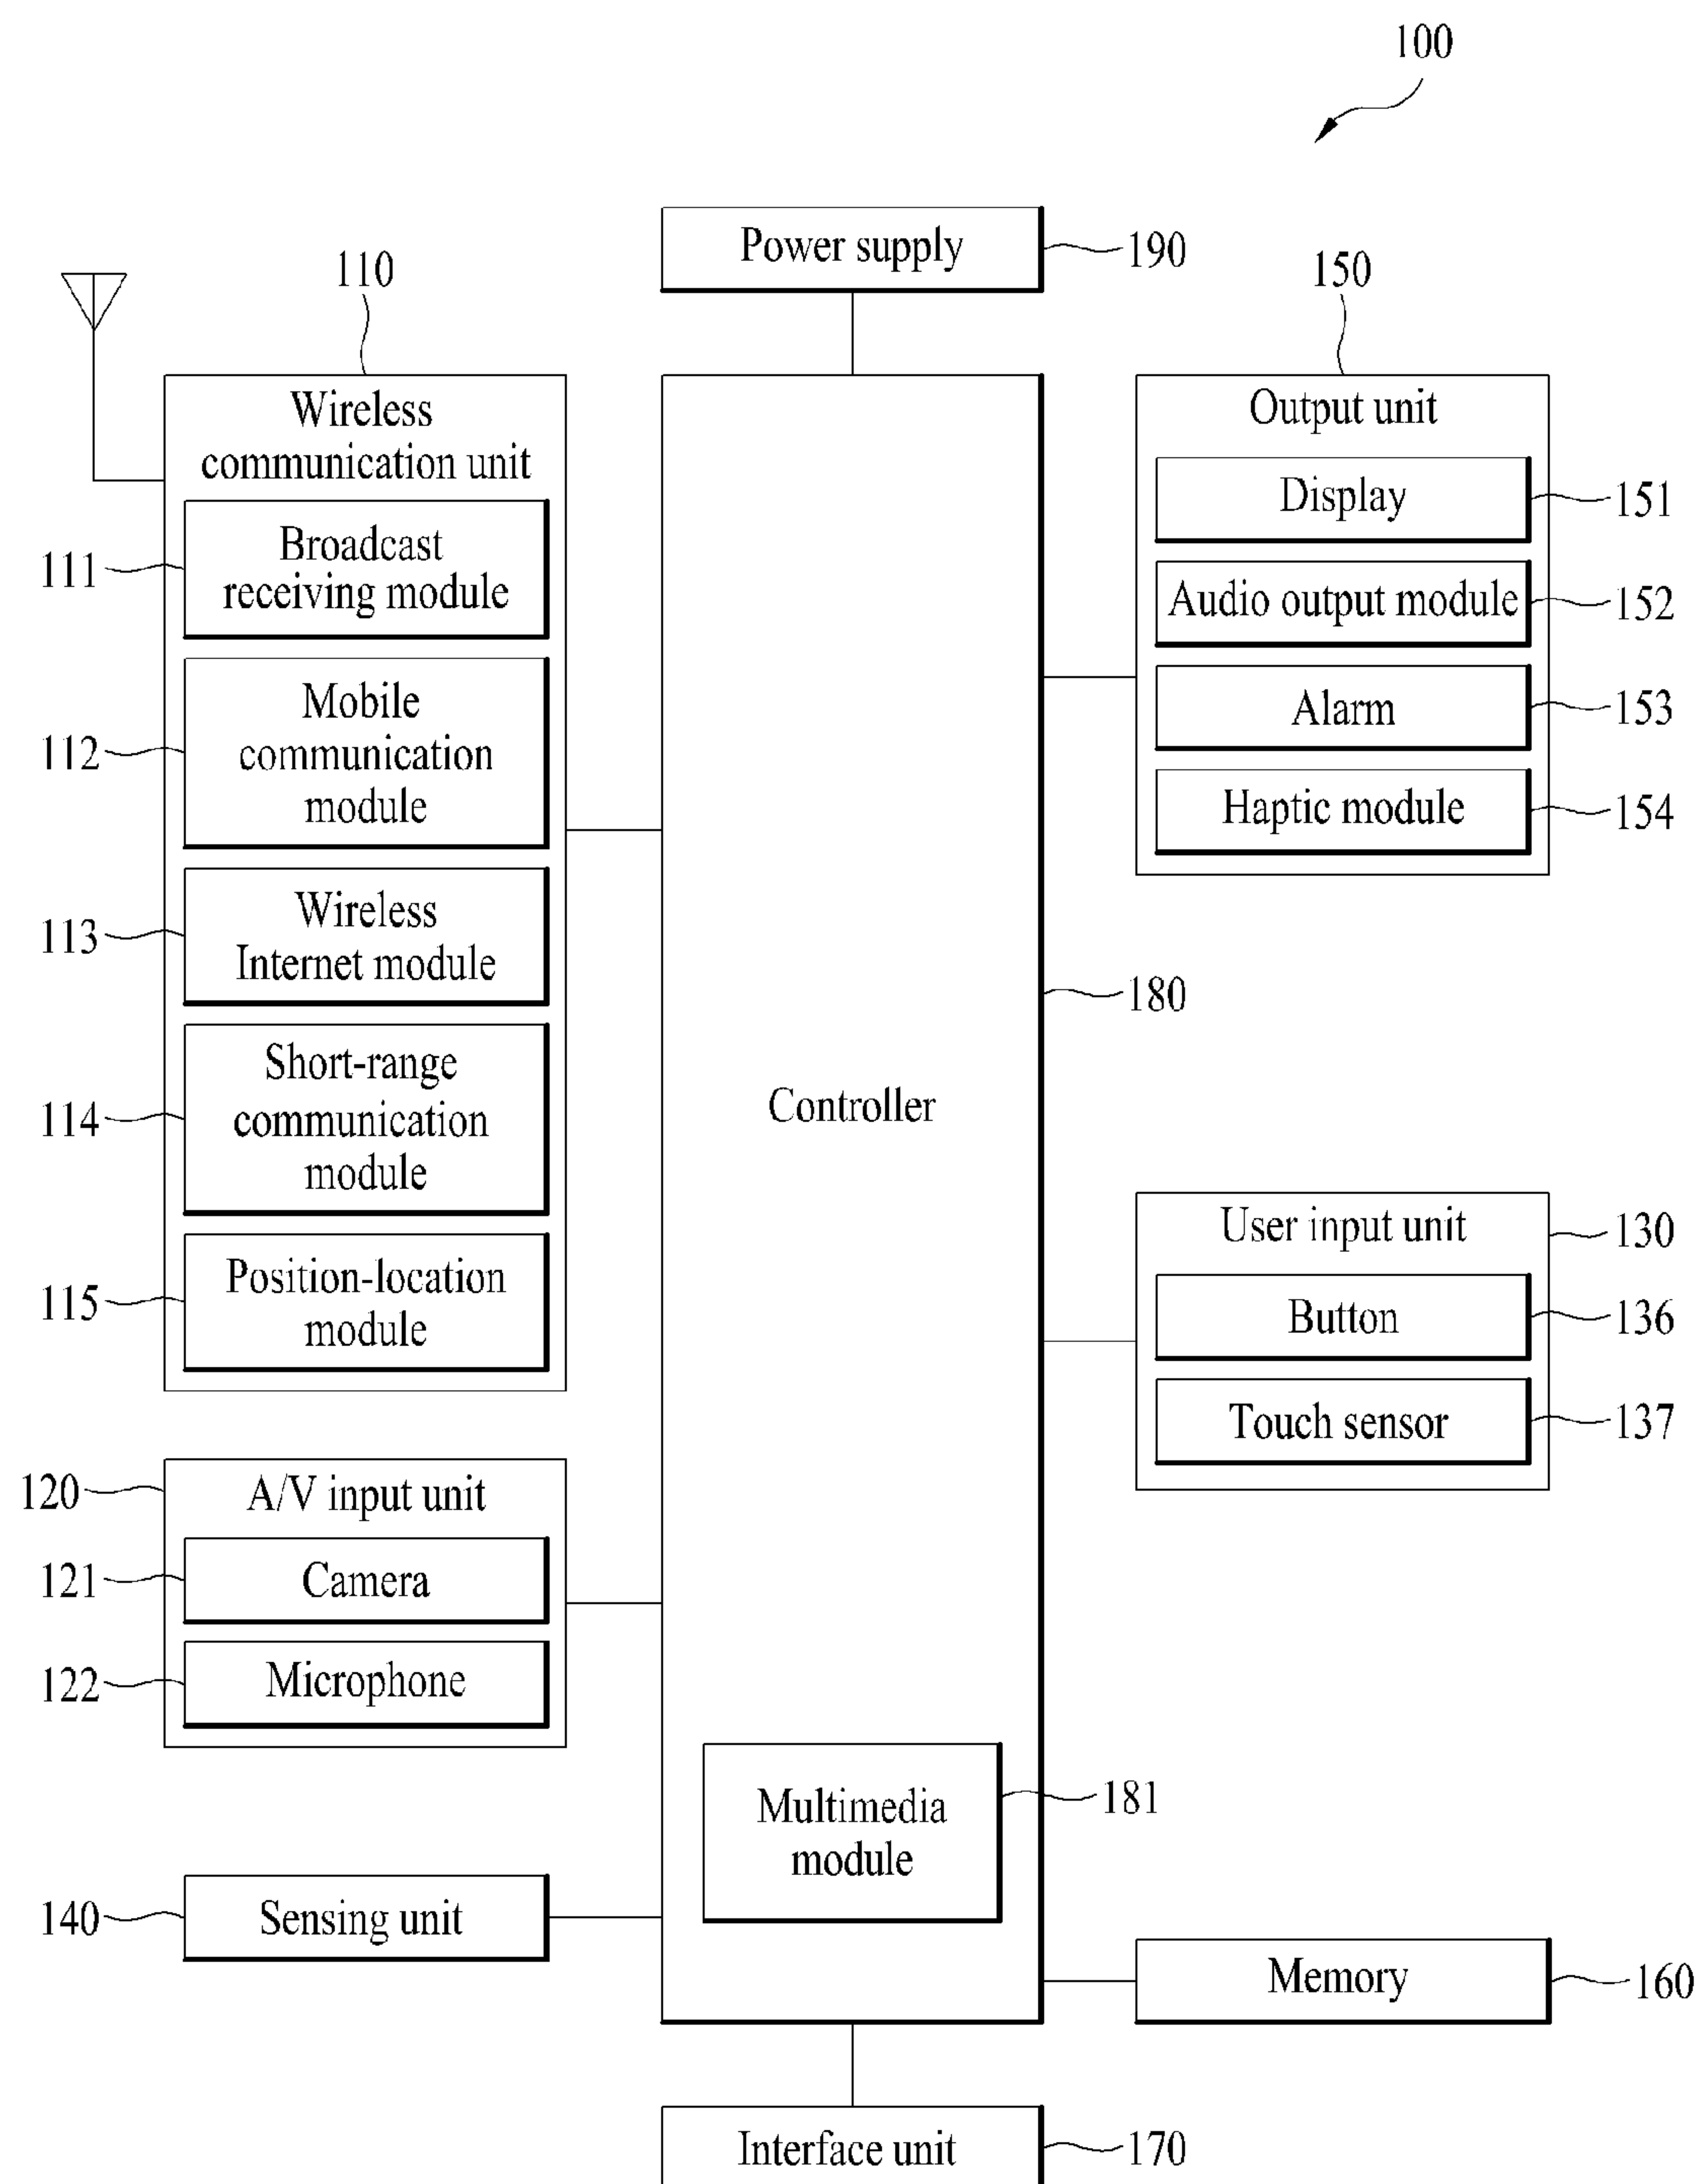 100
Power supply
190
110
150
Wireless
communication unit
Broadcast
receiving module
111
Mobile
communication
module
112
Wireless
Internet module
113
Short-range
communication
module
114
Position-location
module
115
Output unit
Display
151
Audio output module
152
Alarm
153
Haptic module
154
180
Controller
User input unit
130
Button
136
Touch sensor
137
120
A/V input unit
121
Camera
122
Microphone
Multimedia
module
181
140
Sensing unit
Memory
160
Interface unit
170